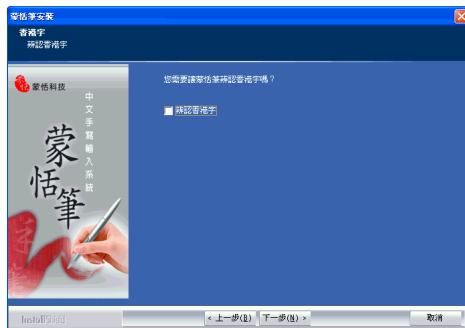 蒙恬筆安裝
香港字
辨認香港字
蒙恬科技
中文手寫輸入系統
蒙恬筆
您需要讓蒙恬筆辨認香港字嗎？
辨認香港字
InstallShield
< 上一步(B)
下一步(N) >
取消